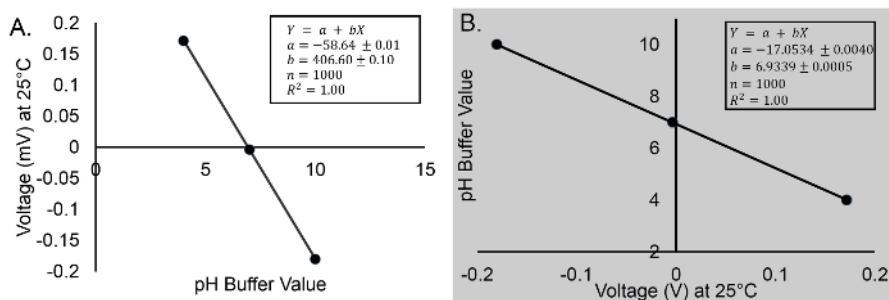 A.
0.2
0.15
0.1
0.05
0
-0.05
-0.1
-0.15
-0.2
0
5
10
15
Voltage (mV) at 25°C
pH Buffer Value
Y = a + bX
a = −58.64 ± 0.01
b = 406.60 ± 0.10
n = 1000
R² = 1.00
B.
10
8
6
4
2
-0.2
-0.1
0
0.1
0.2
pH Buffer Value
Voltage (V) at 25°C
Y = a + bX
a = −17.0534 ± 0.0040
b = 6.9339 ± 0.0005
n = 1000
R² = 1.00